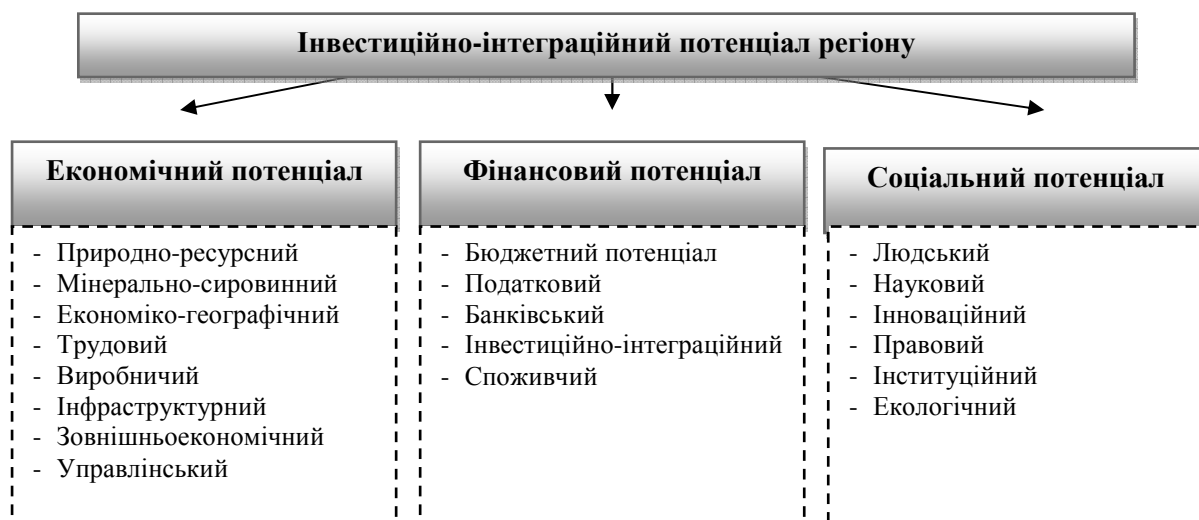 Інвестиційно-інтеграційний потенціал регіону
Економічний потенціал
- Природно-ресурсний
- Мінерально-сировинний
- Економіко-географічний
- Трудовий
- Виробничий
- Інфраструктурний
- Зовнішньоекономічний
- Управлінський
Фінансовий потенціал
- Бюджетний потенціал
- Податковий
- Банківський
- Інвестиційно-інтеграційний
- Споживчий
Соціальний потенціал
- Людський
- Науковий
- Інноваційний
- Правовий
- Інституційний
- Екологічний